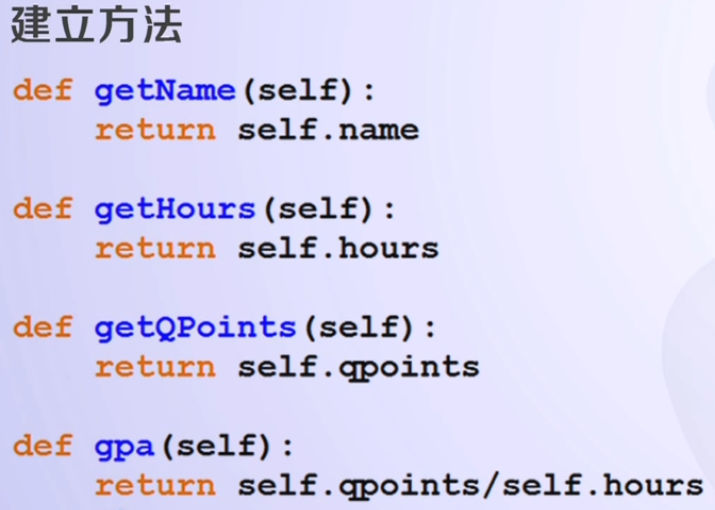 建立方法
def getName(self):
    return self.name
def getHours(self):
    return self.hours
def getQPoints(self):
    return self.qpoints
def gpa(self):
    return self.qpoints/self.hours